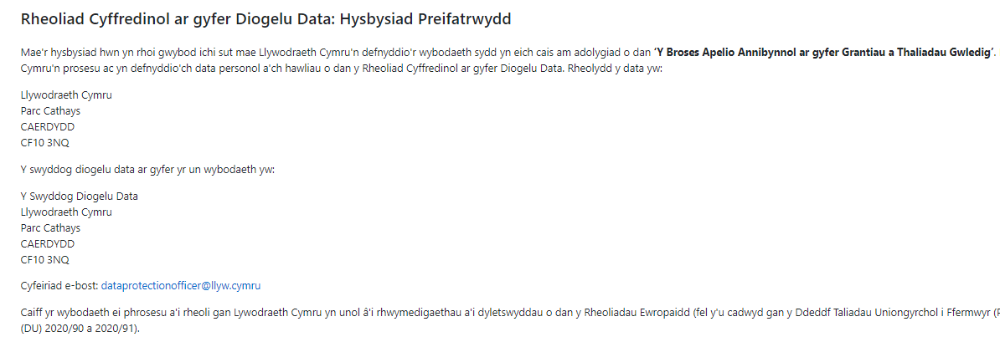 Rheoliad Cyffredinol ar gyfer Diogelu Data: Hysbysiad Preifatrwydd
Mae'r hysbysiad hwn yn rhoi gwybod ichi sut mae Llywodraeth Cymru'n defnyddio'r wybodaeth sydd yn eich cais am adolygiad o dan ‘Y Broses Apelio Annibynnol ar gyfer Grantiau a Thaliadau Gwledig’.
Cymru'n prosesu ac yn defnyddio'ch data personol a'ch hawliau o dan y Rheoliad Cyffredinol ar gyfer Diogelu Data. Rheolydd y data yw:
Llywodraeth Cymru
Parc Cathays
CAERDYDD
CF10 3NQ
Y swyddog diogelu data ar gyfer yr un wybodaeth yw:
Y Swyddog Diogelu Data
Llywodraeth Cymru
Parc Cathays
CAERDYDD
CF10 3NQ
Cyfeiriad e-bost: dataprotectionofficer@llyw.cymru
Caiff yr wybodaeth ei phrosesu a'i rheoli gan Lywodraeth Cymru yn unol â'i rhwymedigaethau a'i dyletswyddau o dan y Rheoliadau Ewropaidd (fel y'u cadwyd gan y Ddeddf Taliadau Uniongyrchol i Ffermwyr
(DU) 2020/90 a 2020/91).